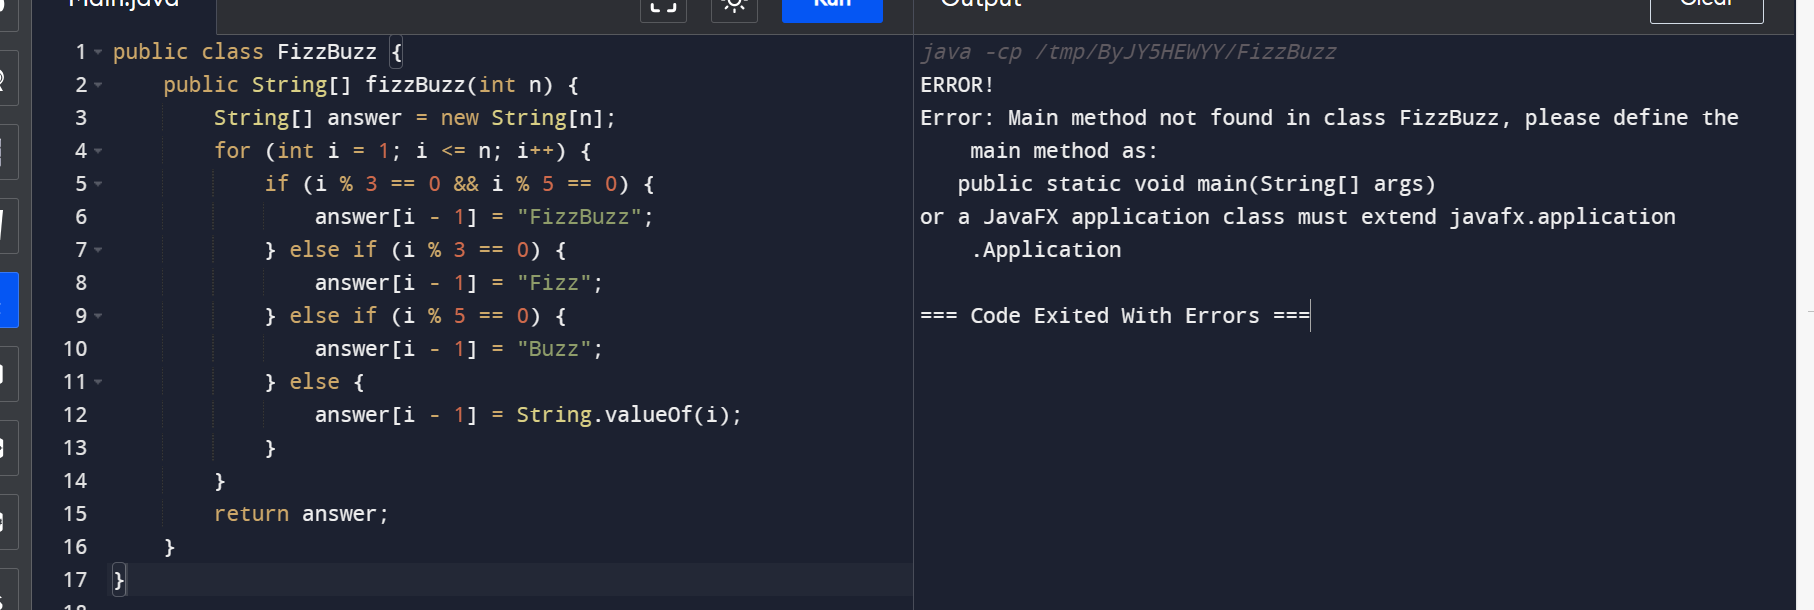 Main.java
Run
Output
Clear
1 public class FizzBuzz {
2 public String[] fizzBuzz(int n) {
3 String[] answer = new String[n];
4 for (int i = 1; i <= n; i++) {
5 if (i % 3 == 0 && i % 5 == 0) {
6 answer[i - 1] = "FizzBuzz";
7 } else if (i % 3 == 0) {
8 answer[i - 1] = "Fizz";
9 } else if (i % 5 == 0) {
10 answer[i - 1] = "Buzz";
11 } else {
12 answer[i - 1] = String.valueOf(i);
13 }
14 }
15 return answer;
16 }
17 }
18
java -cp /tmp/ByJY5HEWYY/FizzBuzz
ERROR!
Error: Main method not found in class FizzBuzz, please define the
main method as:
public static void main(String[] args)
or a JavaFX application class must extend javafx.application
.Application
=== Code Exited With Errors ===